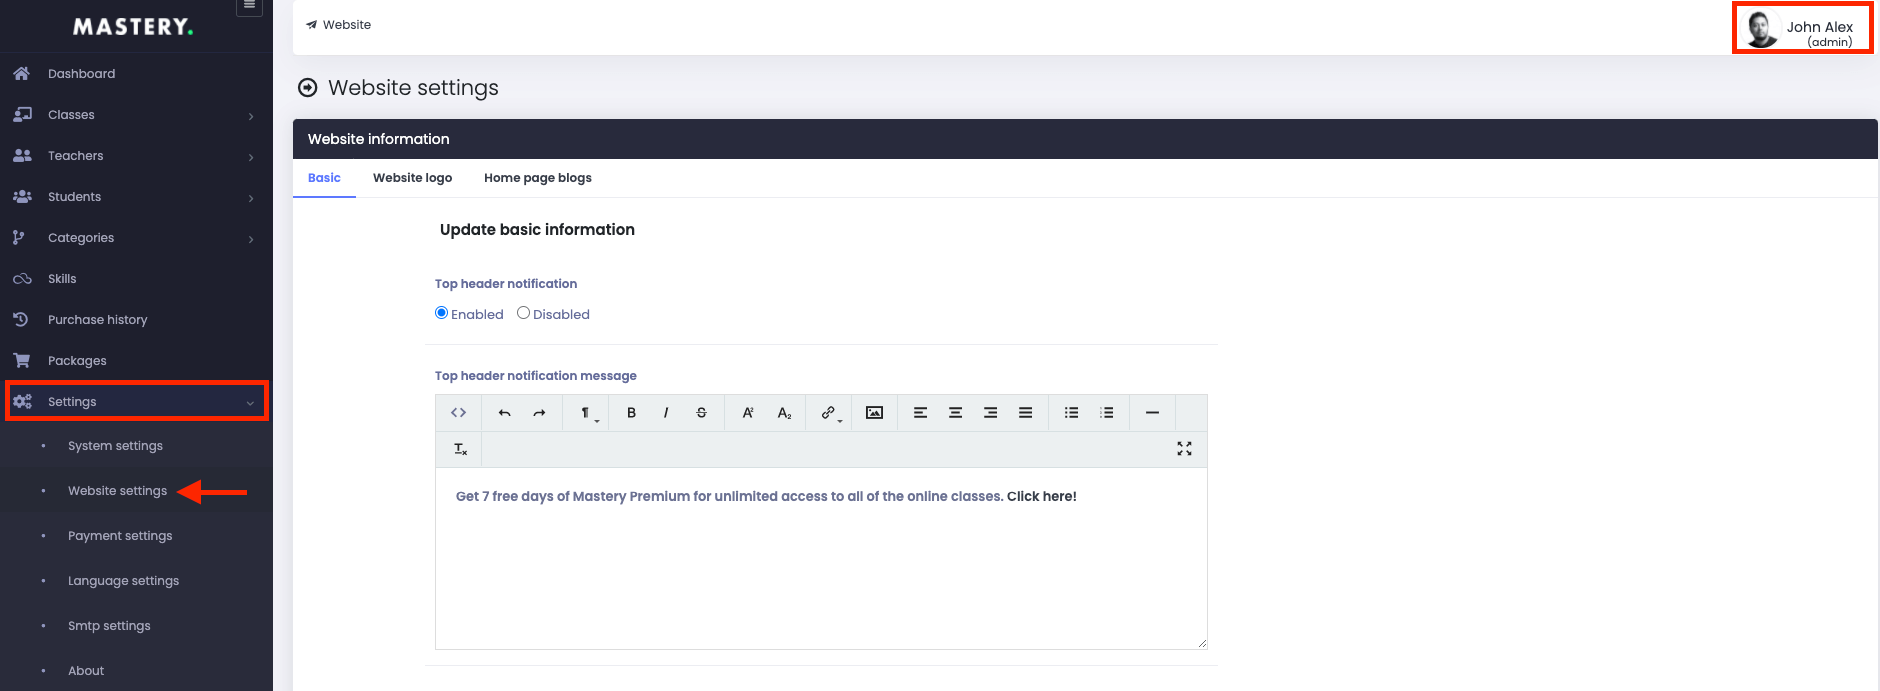 MASTERY.
Dashboard
Classes
Teachers
Students
Categories
Skills
Purchase history
Packages
Settings
System settings
Website settings
Payment settings
Language settings
Smtp settings
About
Website
John Alex
(admin)
Website settings
Website information
Basic Website logo Home page blogs
Update basic information
Top header notification
Enabled Disabled
Top header notification message
Get 7 free days of Mastery Premium for unlimited access to all of the online classes. Click here!